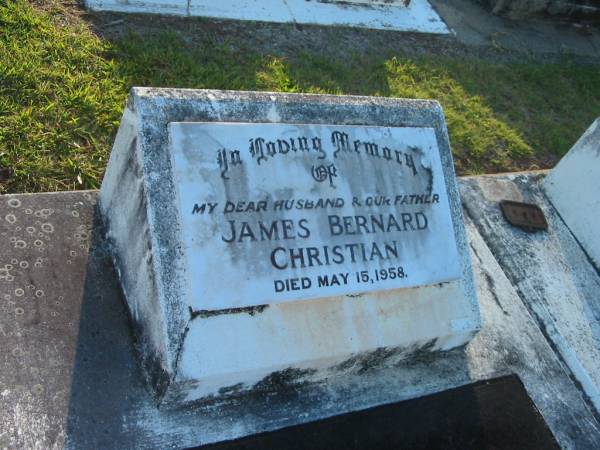 In Loving Memory
OF
MY DEAR HUSBAND & OUR FATHER
JAMES BERNARD
CHRISTIAN
DIED MAY 15, 1958.